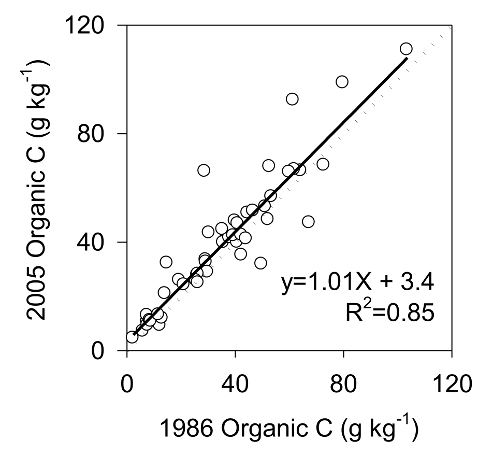 120
80
40
0
2005 Organic C (g kg⁻¹)
y=1.01X + 3.4
R²=0.85
0 40 80 120
1986 Organic C (g kg⁻¹)